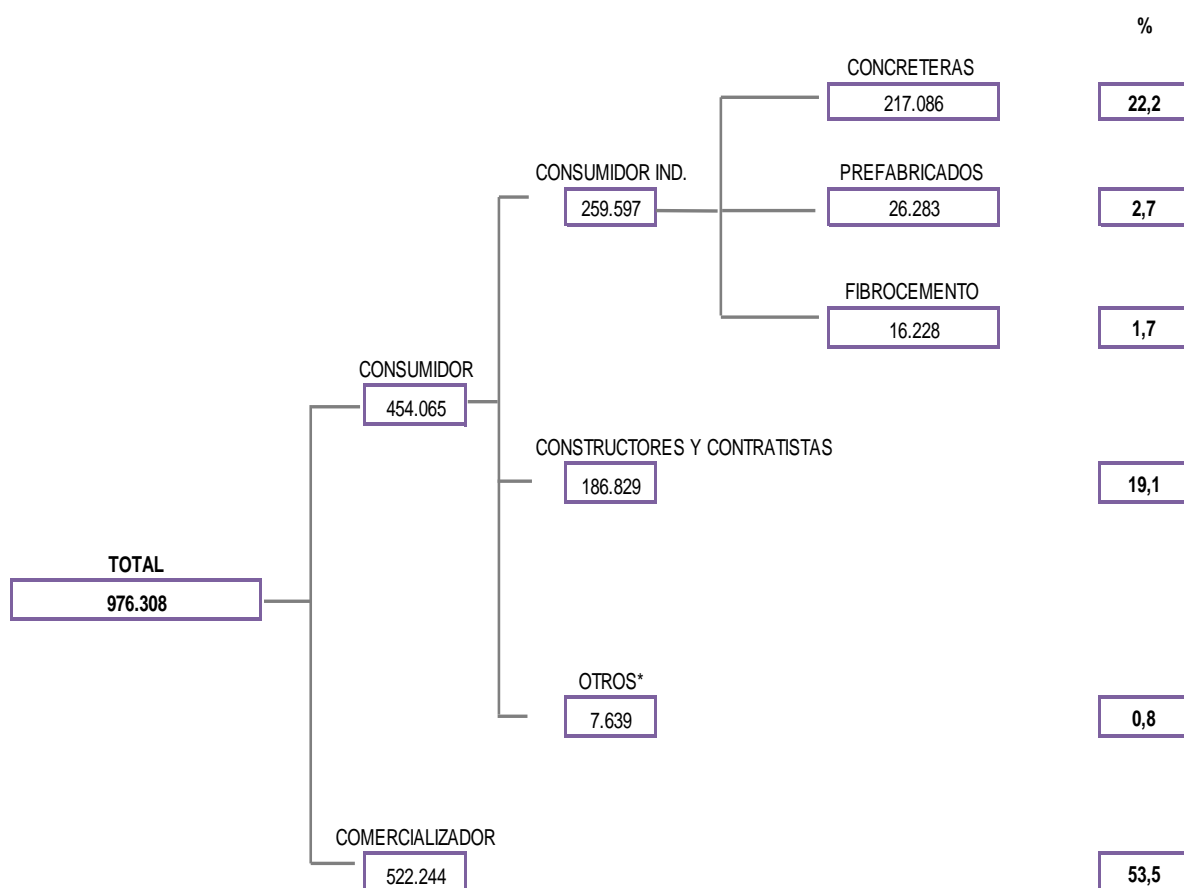 %
CONCRETERAS
217.086
22,2
CONSUMIDOR IND.
259.597
PREFABRICADOS
26.283
2,7
FIBROCEMENTO
16.228
1,7
CONSUMIDOR
454.065
CONSTRUCTORES Y CONTRATISTAS
186.829
19,1
TOTAL
976.308
OTROS*
7.639
0,8
COMERCIALIZADOR
522.244
53,5